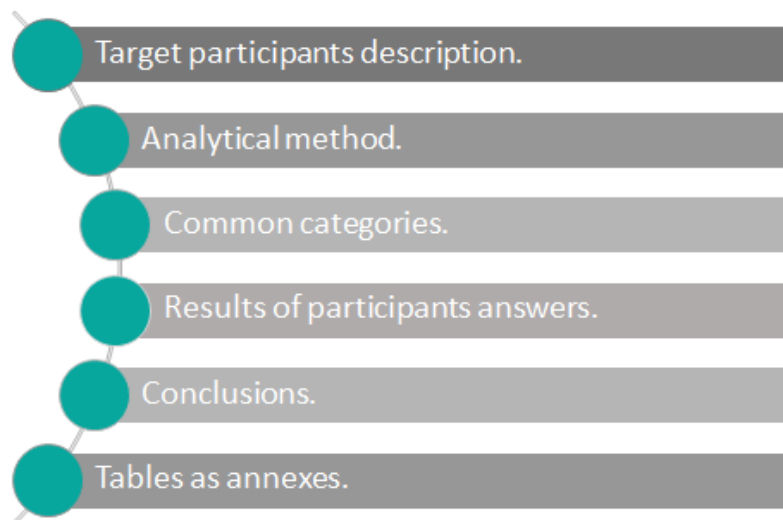 Target participants description.
Analytical method.
Common categories.
Results of participants answers.
Conclusions.
Tables as annexes.